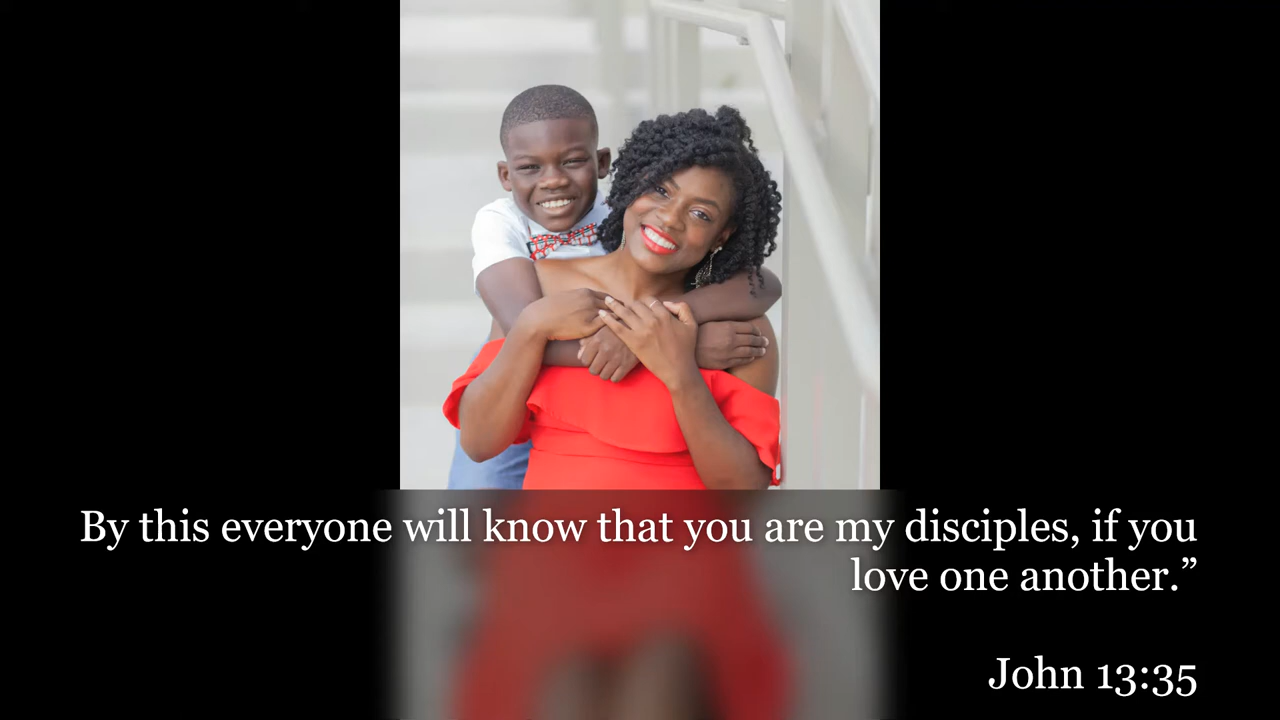 By this everyone will know that you are my disciples, if you
love one another.”
John 13:35